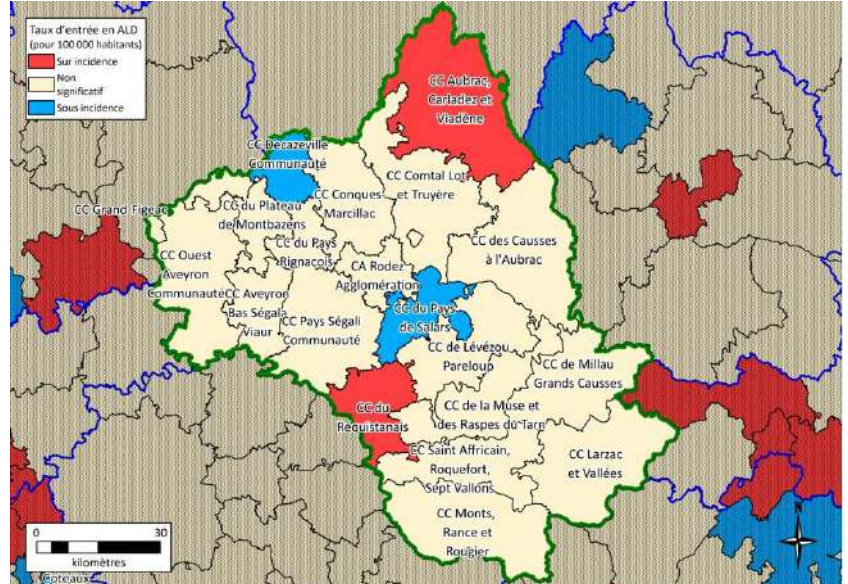 Taux d'entrée en ALD
(pour 100 000 habitants)
Sur incidence
Non
significatif
Sous incidence
CC Aubrac,
Carladez et
Viadène
CC Decazeville
Communauté
CC Comtal Lot
et Truyère
CC Conques-
Marcillac
CC Grand Figeac
CC du Plateau
de Montbazens
CC du Pays
Rignacois
CC des Causses
à l'Aubrac
CC Ouest
Aveyron
Communauté
CA Rodez
Agglomération
CC Aveyron
Bas Ségala
Viaur
CC Pays Ségali
Communauté
CC du Pays
de Salars
CC de Lévézou
Pareloup
CC de Millau
Grands Causses
CC du
Réquistanais
CC de la Muse et
des Raspes du Tarn
CC Saint Affricain,
Roquefort,
Sept Vallons
CC Larzac
et Vallées
CC Monts,
Rance et
Rougier
0 30
kilomètres
N
Coteaux